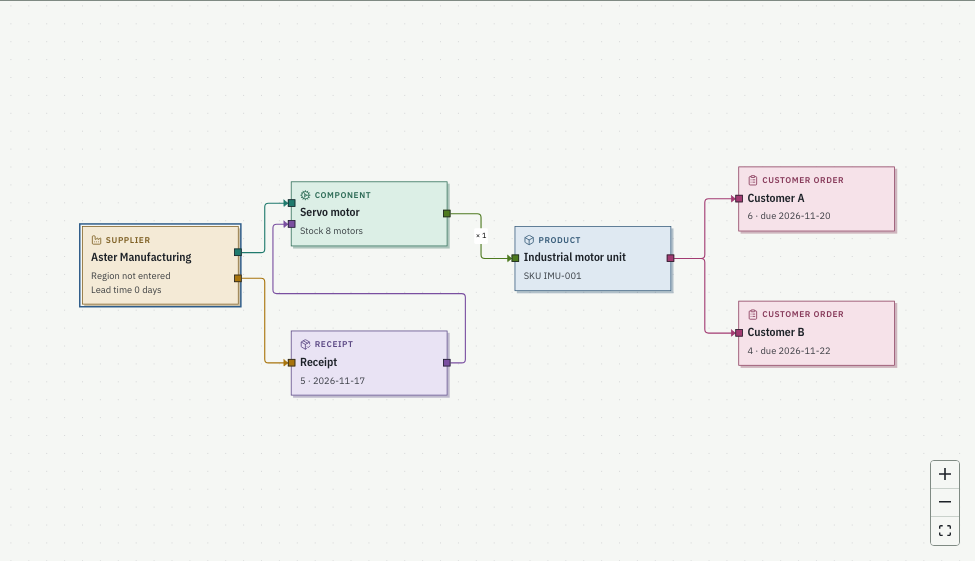 SUPPLIER
Aster Manufacturing
Region not entered
Lead time 0 days
COMPONENT
Servo motor
Stock 8 motors
RECEIPT
Receipt
5 · 2026-11-17
× 1
PRODUCT
Industrial motor unit
SKU IMU-001
CUSTOMER ORDER
Customer A
6 · due 2026-11-20
CUSTOMER ORDER
Customer B
4 · due 2026-11-22